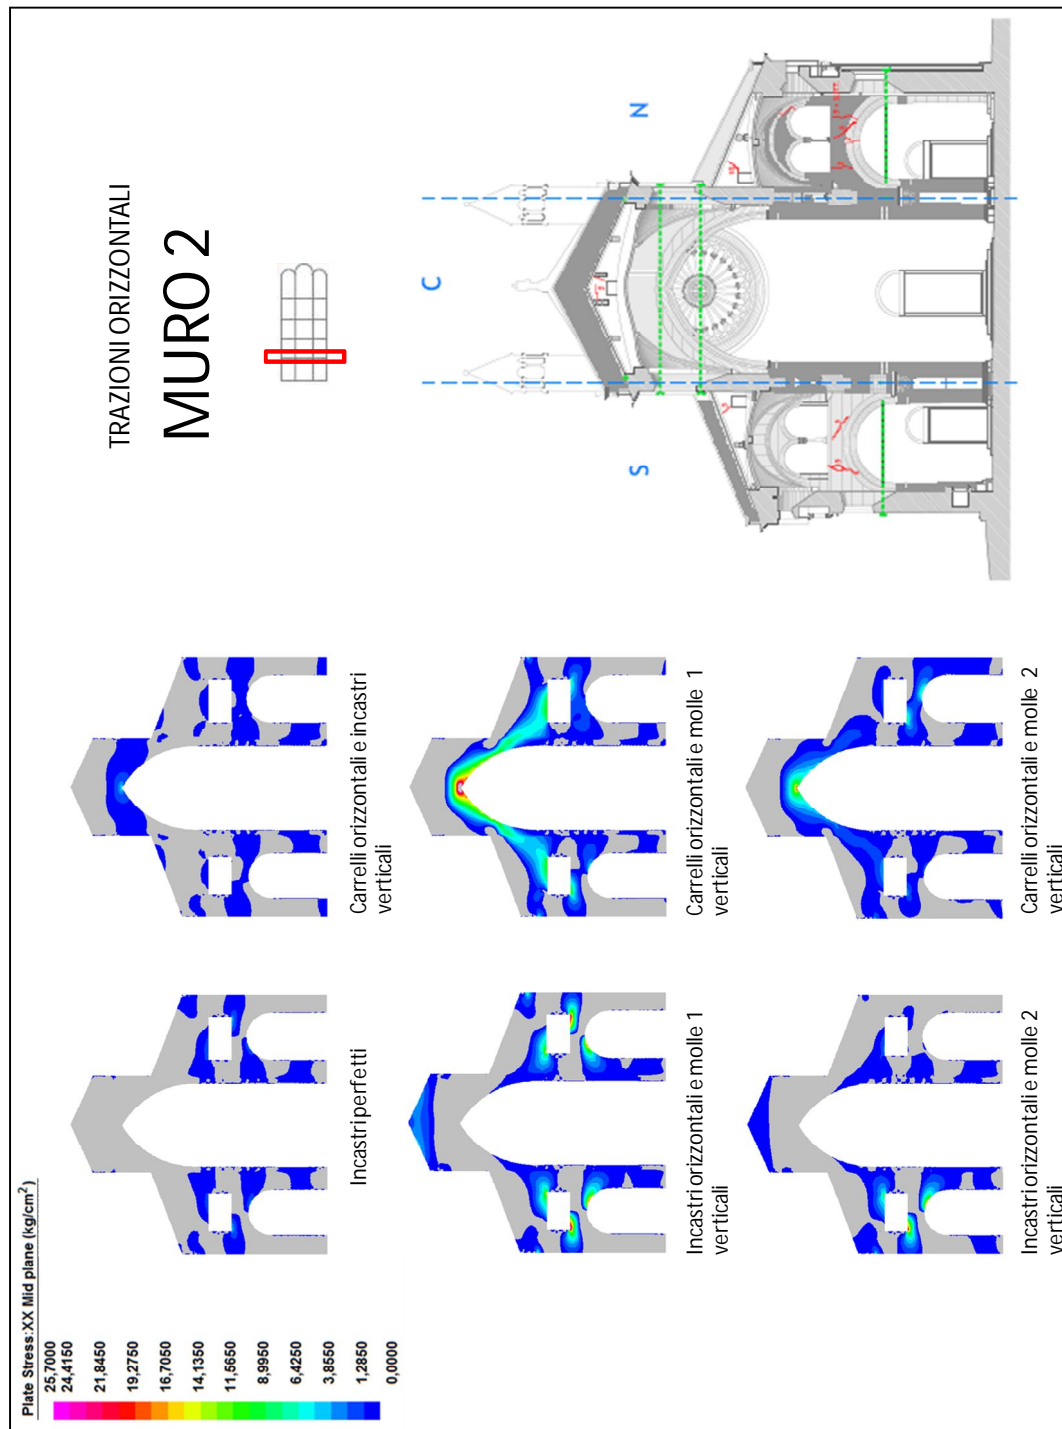 TRAZIONI ORIZZONTALI
MURO 2
Plate Stress:XX Mid plane (kg/cm²)
25,7000
24,4150
21,8450
19,2750
16,7050
14,1350
11,5650
8,9950
6,4250
3,8550
1,2850
0,0000
Incastri perfetti
Carrelli orizzontali e incastri
verticali
Incastri orizzontali e molle 1
verticali
Carrelli orizzontali e molle 1
verticali
Incastri orizzontali e molle 2
verticali
Carrelli orizzontali e molle 2
verticali
S
C
N